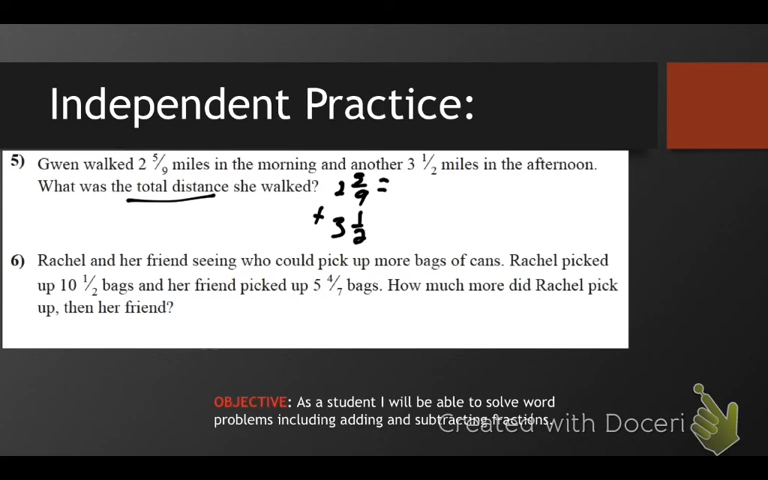 Independent Practice:
5) Gwen walked 2 5/9 miles in the morning and another 3 1/2 miles in the afternoon.
What was the total distance she walked?
2 2/9 =
+ 3 1/2
6) Rachel and her friend seeing who could pick up more bags of cans. Rachel picked
up 10 1/2 bags and her friend picked up 5 4/7 bags. How much more did Rachel pick
up, then her friend?
OBJECTIVE: As a student I will be able to solve word
problems including adding and subtracting fractions.
Created with Doceri